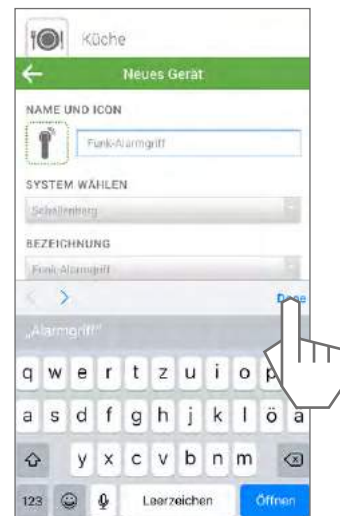 Küche
Neues Gerät
NAME UND ICON
Funk-Alarmgriff
SYSTEM WÄHLEN
Schellenberg
BEZEICHNUNG
Funk-Alarmgriff
Done
„Alarmgriff“
q w e r t z u i o p
a s d f g h j k l ö ä
y x c v b n m
123 Leerzeichen Öffnen